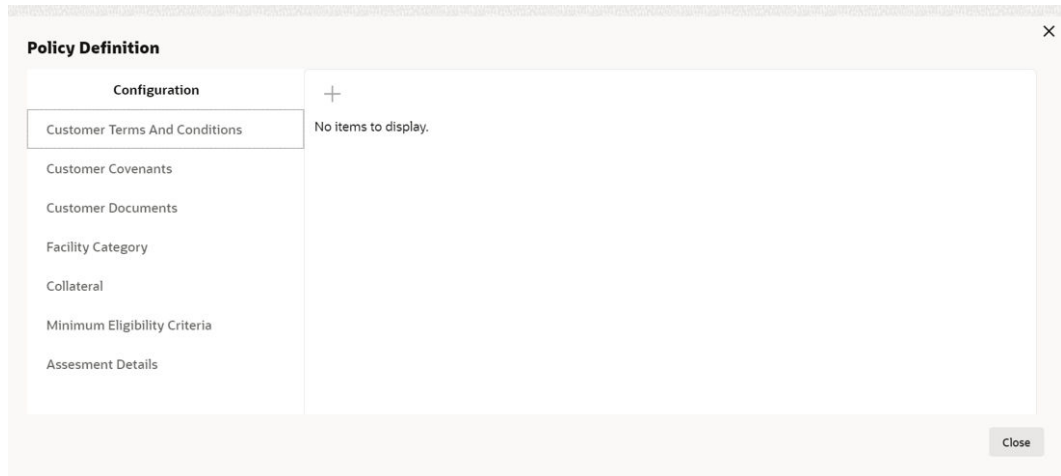 Policy Definition
Configuration
Customer Terms And Conditions
Customer Covenants
Customer Documents
Facility Category
Collateral
Minimum Eligibility Criteria
Assesment Details
No items to display.
Close